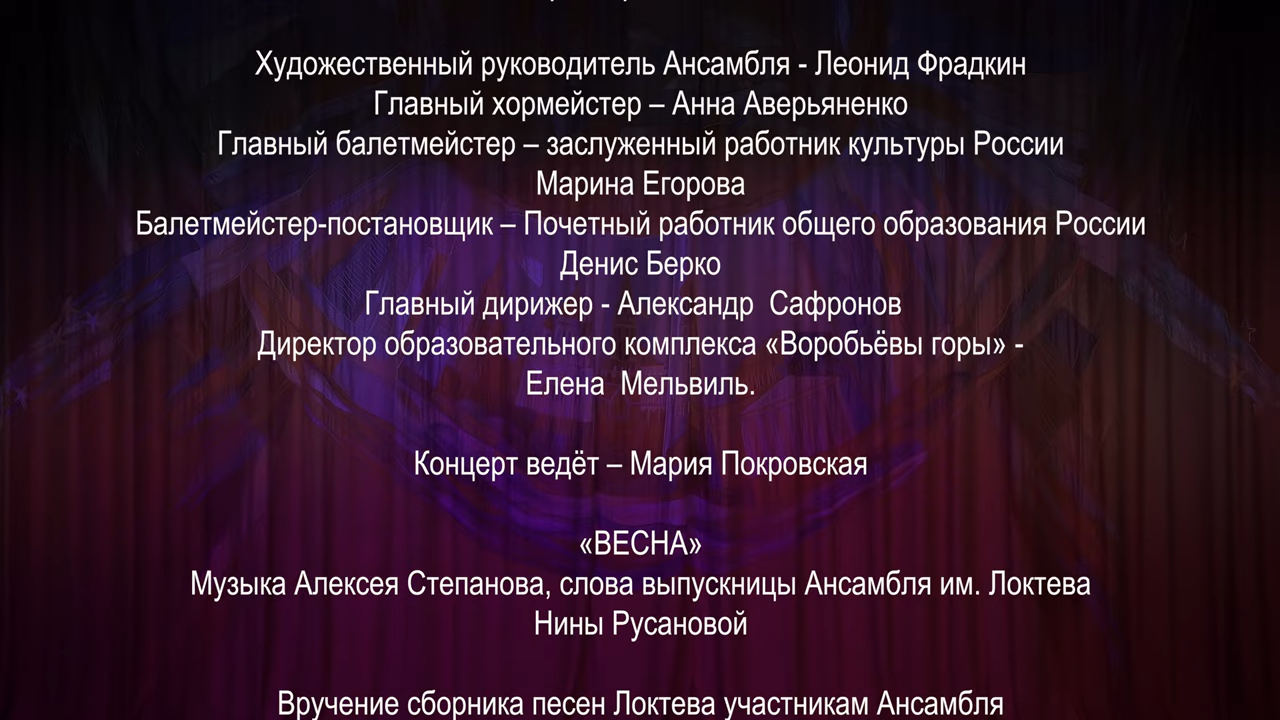 Художественный руководитель Ансамбля - Леонид Фрадкин
Главный хормейстер – Анна Аверьяненко
Главный балетмейстер – заслуженный работник культуры России
Марина Егорова
Балетмейстер-постановщик – Почетный работник общего образования России
Денис Берко
Главный дирижер - Александр  Сафронов
Директор образовательного комплекса «Воробьёвы горы» -
Елена  Мельвиль.
Концерт ведёт – Мария Покровская
«ВЕСНА»
Музыка Алексея Степанова, слова выпускницы Ансамбля им. Локтева
Нины Русановой
Вручение сборника песен Локтева участникам Ансамбля